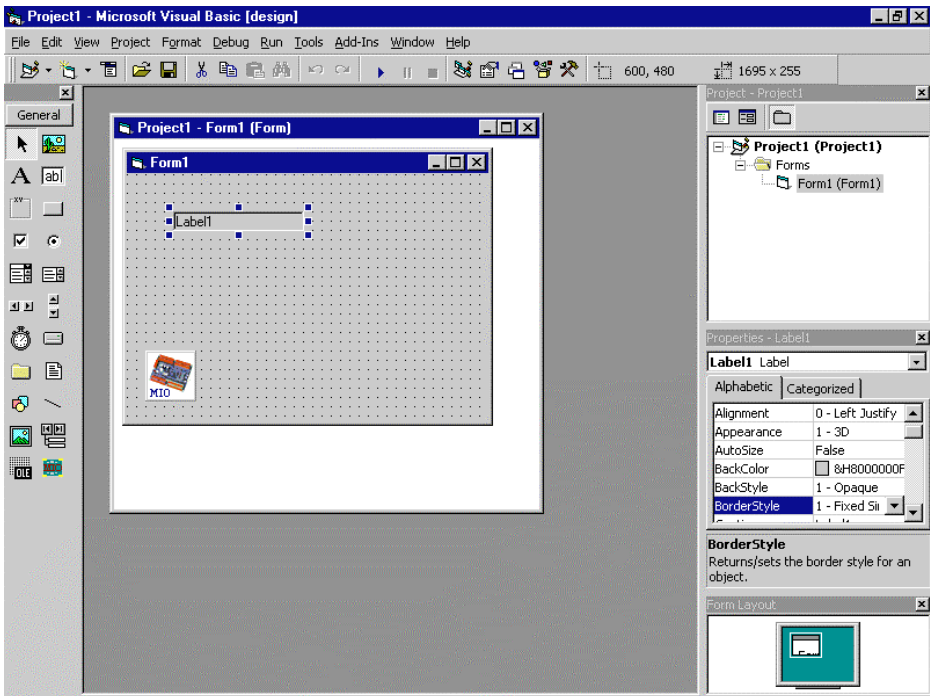 Project1 - Microsoft Visual Basic [design]
File Edit View Project Format Debug Run Tools Add-Ins Window Help
600, 480 1695 x 255
General
A ab|
XY
OLE
Project1 - Form1 (Form)
Form1
Label1
MIO
Project - Project1
Project1 (Project1)
Forms
Form1 (Form1)
Properties - Label1
Label1 Label
Alphabetic Categorized
Alignment 0 - Left Justify
Appearance 1 - 3D
AutoSize False
BackColor &H8000000F
BackStyle 1 - Opaque
BorderStyle 1 - Fixed Si
BorderStyle
Returns/sets the border style for an
object.
Form Layout